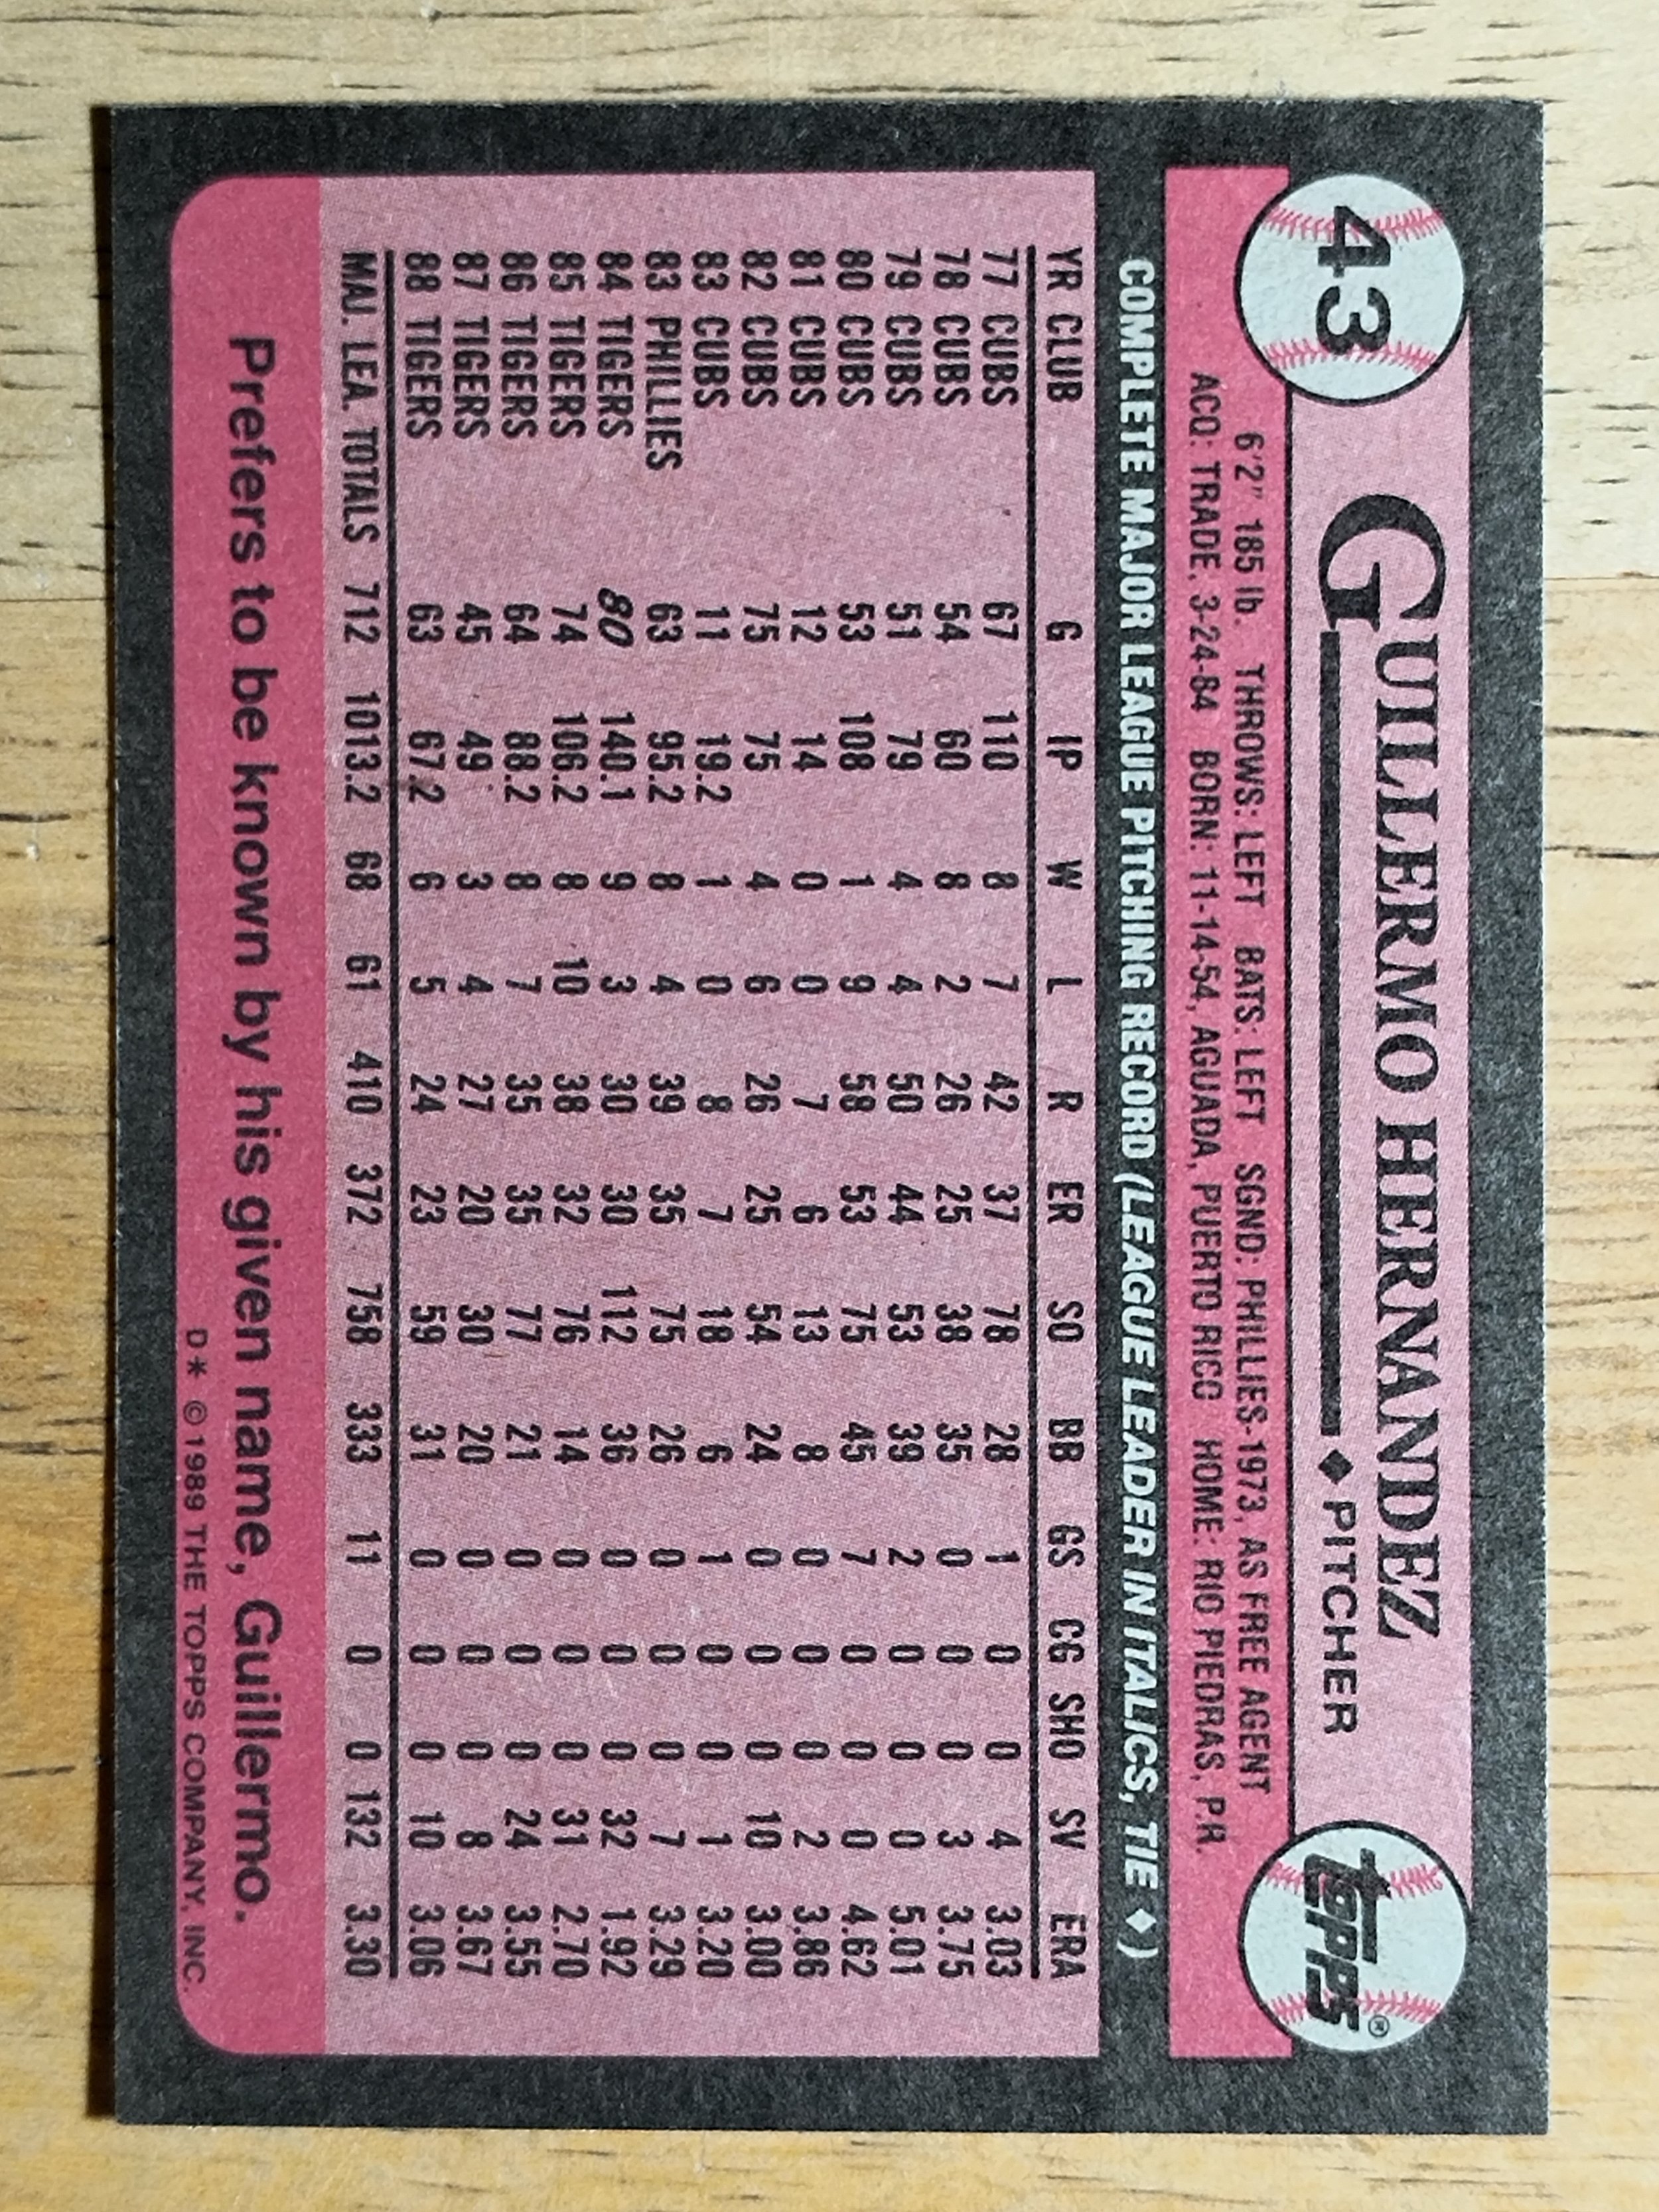 43
GUILLERMO HERNANDEZ
◆ PITCHER
TOPPS®
6'2" 185 lb. THROWS: LEFT BATS: LEFT SGND: PHILLIES-1973, AS FREE AGENT
ACQ: TRADE, 3-24-84 BORN: 11-14-54, AGUADA, PUERTO RICO HOME: RIO PIEDRAS, P.R.
COMPLETE MAJOR LEAGUE PITCHING RECORD (LEAGUE LEADER IN ITALICS, TIE ◆)
YR CLUB G IP W L R ER SO BB GS CG SHO SV ERA
77 CUBS 67 110 8 7 42 37 78 28 1 0 0 4 3.03
78 CUBS 54 60 8 2 26 25 38 35 0 0 0 3 3.75
79 CUBS 51 79 4 4 50 44 53 39 2 0 0 0 5.01
80 CUBS 53 108 1 9 58 53 75 45 7 0 0 0 4.62
81 CUBS 12 14 0 0 7 6 13 8 0 0 0 2 3.86
82 CUBS 75 75 4 6 26 25 54 24 0 0 0 10 3.00
83 CUBS 11 19.2 1 0 8 7 18 6 1 0 0 1 3.20
83 PHILLIES 63 95.2 8 4 39 35 75 26 0 0 0 7 3.29
84 TIGERS 80 140.1 9 3 30 30 112 36 0 0 0 32 1.92
85 TIGERS 74 106.2 8 10 38 32 76 14 0 0 0 31 2.70
86 TIGERS 64 88.2 8 7 35 35 77 21 0 0 0 24 3.55
87 TIGERS 45 49 3 4 27 20 30 20 0 0 0 8 3.67
88 TIGERS 63 67.2 6 5 24 23 59 31 0 0 0 10 3.06
MAJ. LEA. TOTALS 712 1013.2 68 61 410 372 758 333 11 0 0 132 3.30
Prefers to be known by his given name, Guillermo.
D* © 1989 THE TOPPS COMPANY, INC.